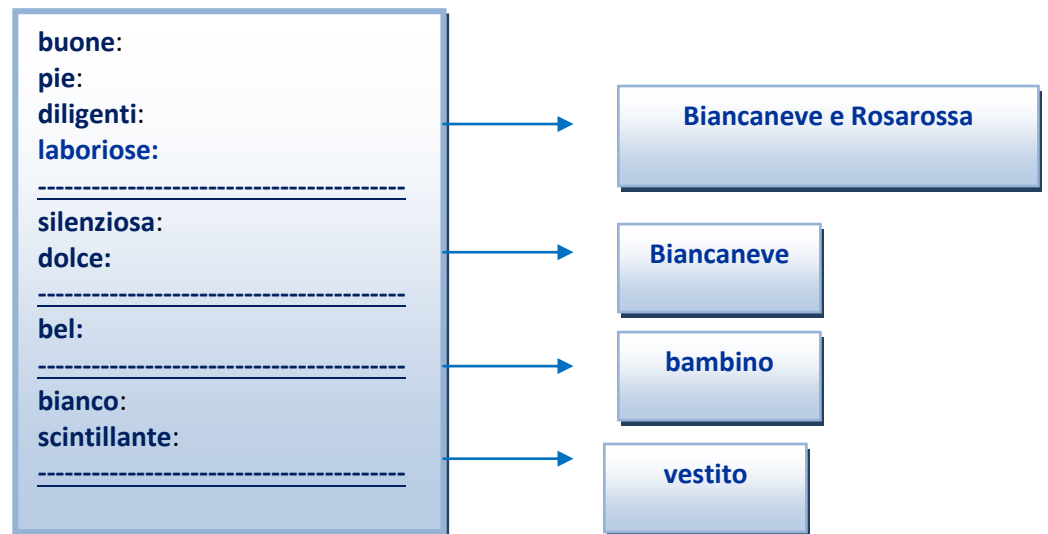 buone:
pie:
diligenti:
laboriose:
-----------------------------------------
silenziosa:
dolce:
-----------------------------------------
bel:
-----------------------------------------
bianco:
scintillante:
-----------------------------------------
Biancaneve e Rosarossa
Biancaneve
bambino
vestito